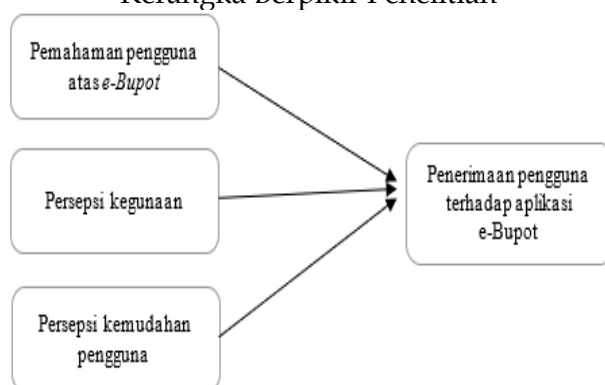 Kerangka Berpikir Penelitian
Pemahaman pengguna
atas e-Bupot
Persepsi kegunaan
Persepsi kemudahan
pengguna
Penerimaan pengguna
terhadap aplikasi
e-Bupot